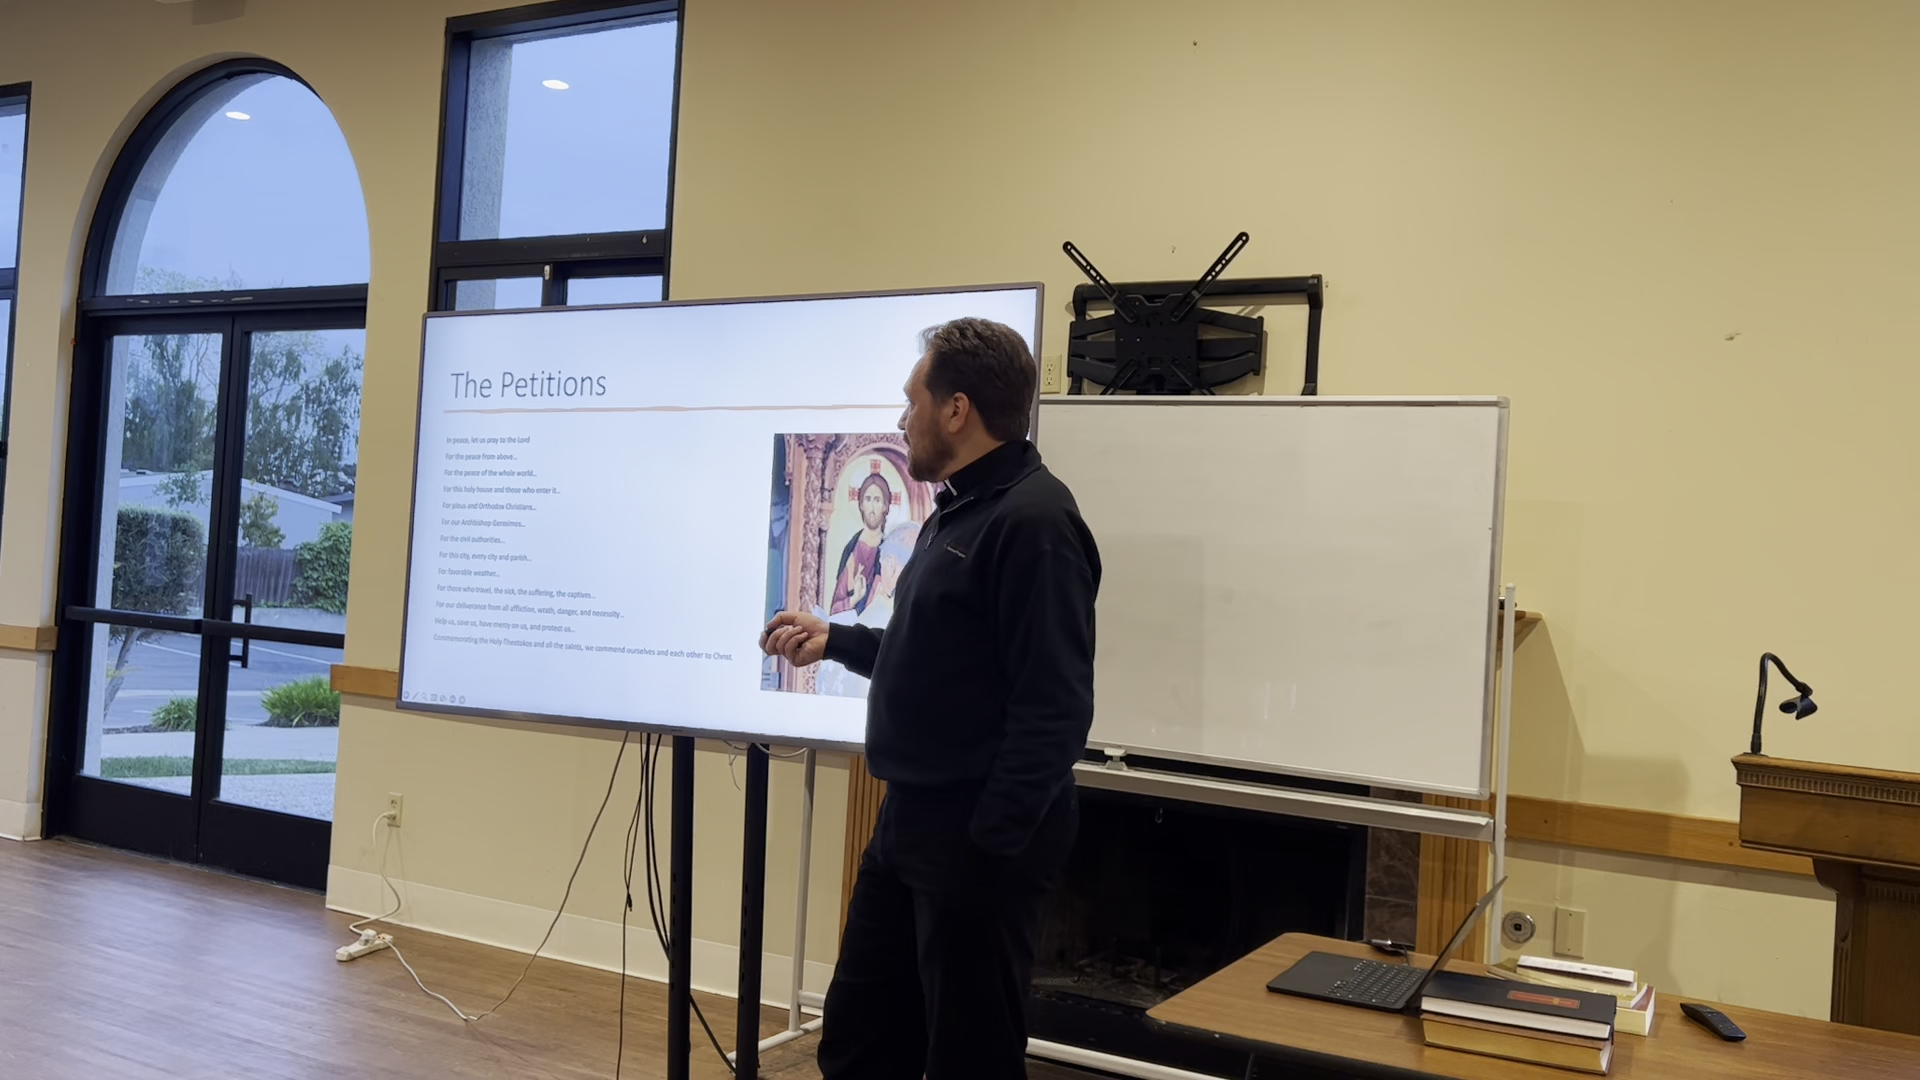 The Petitions
In peace, let us pray to the Lord
For the peace from above...
For the peace of the whole world...
For this holy house and those who enter it...
For pious and Orthodox Christians...
For our Archbishop Gerasimos...
For the civil authorities...
For this city, every city and parish...
For favorable weather...
For those who travel, the sick, the suffering, the captives...
For our deliverance from all affliction, wrath, danger, and necessity...
Help us, save us, have mercy on us, and protect us...
Commemorating the Holy Theotokos and all the saints, we commend ourselves and each other to Christ.